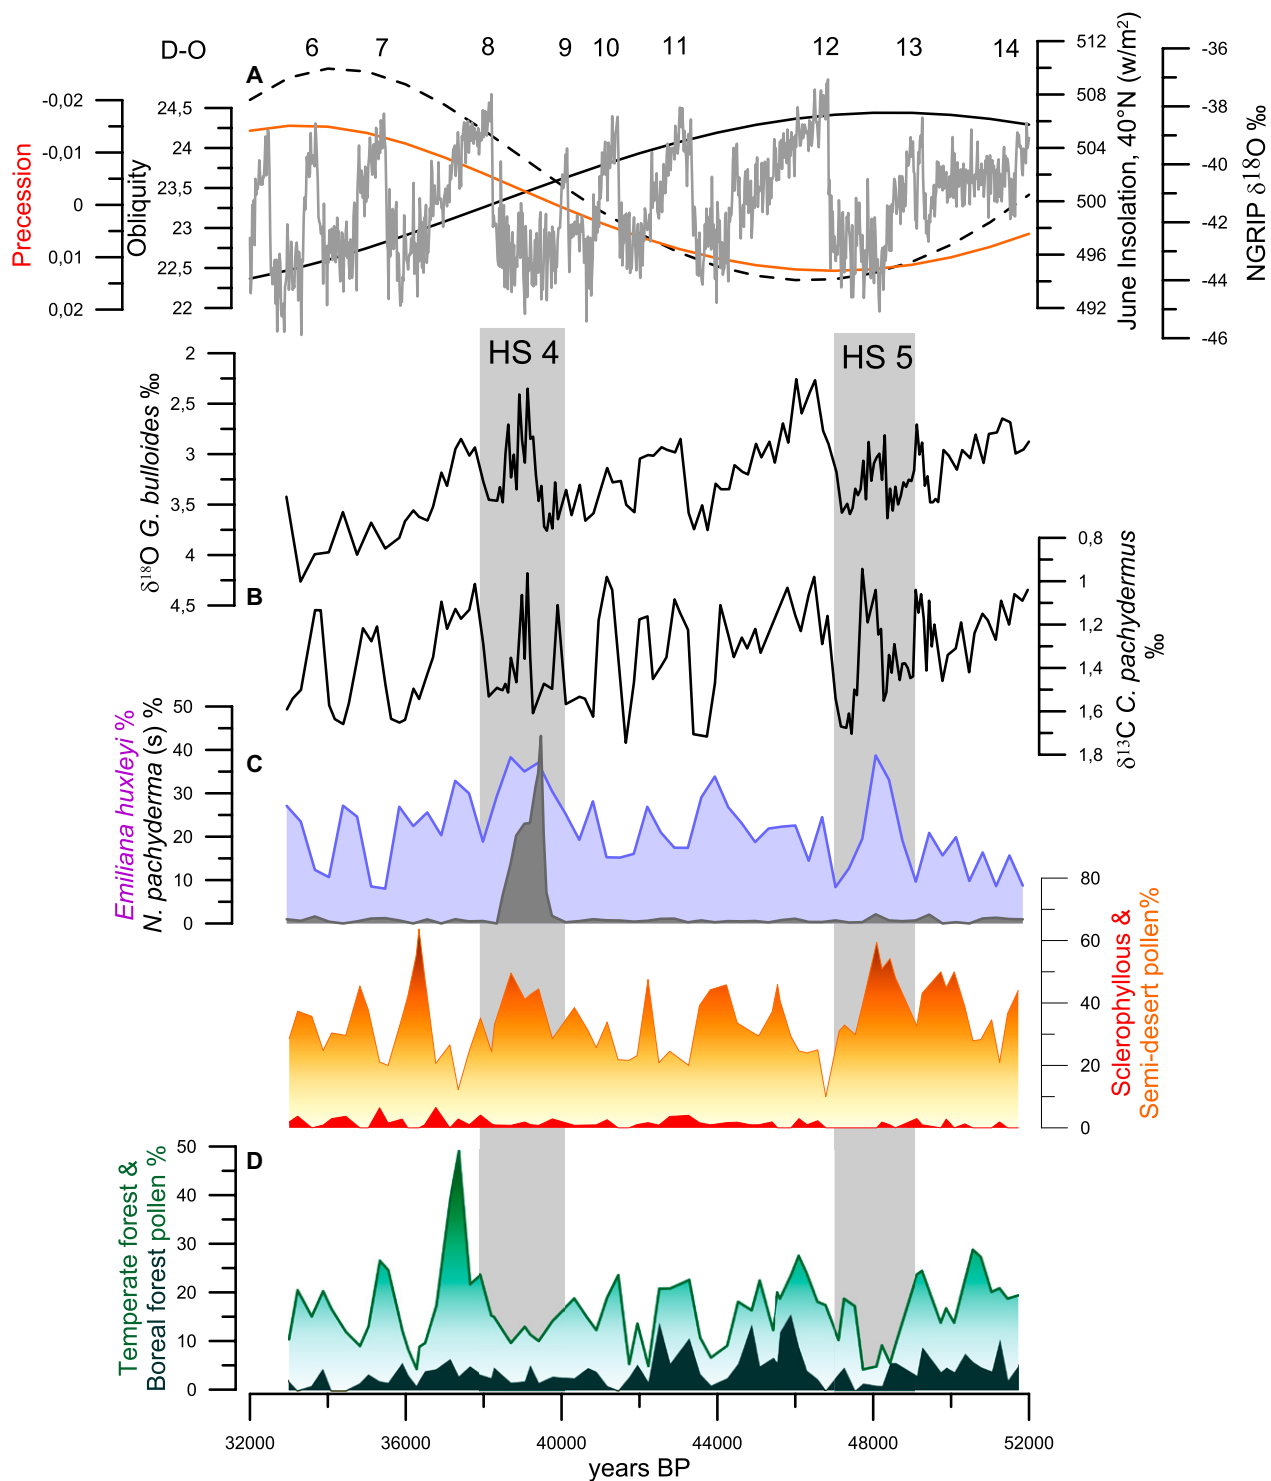 D-O 6 7 8 9 10 11 12 13 14
A
Precession
-0,02
-0,01
0
0,01
0,02
Obliquity
24,5
24
23,5
23
22,5
22
512
508
504
500
496
492
June Insolation, 40°N (w/m²)
-36
-38
-40
-42
-44
-46
NGRIP δ18O ‰
HS 4
HS 5
2
2,5
3
3,5
4
4,5
δ18O G. bulloides ‰
B
0,8
1
1,2
1,4
1,6
1,8
δ13C C. pachydermus
‰
Emiliana huxleyi %
N. pachyderma (s) %
50
40
30
20
10
0
C
80
60
40
20
0
Sclerophyllous &
Semi-desert pollen%
D
Temperate forest &
Boreal forest pollen %
50
40
30
20
10
0
32000 36000 40000 44000 48000 52000
years BP